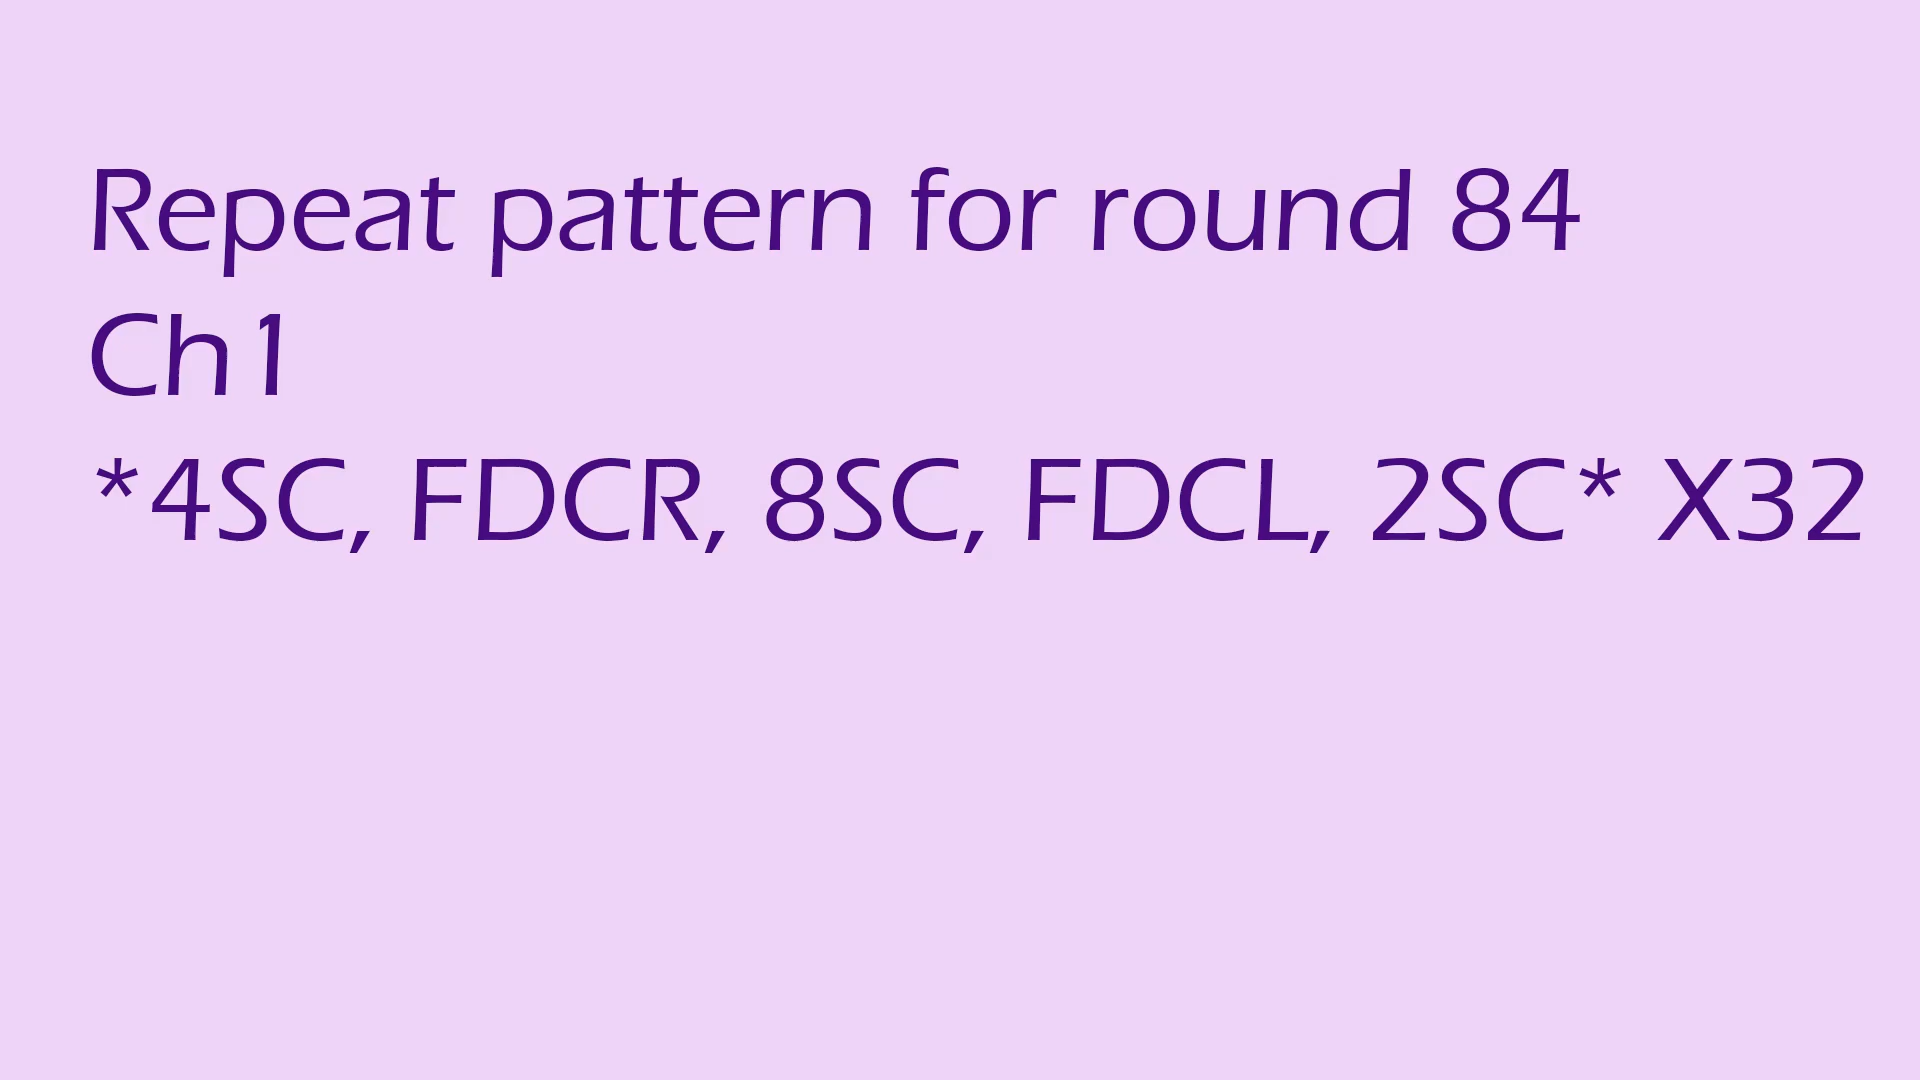 Repeat pattern for round 84
Ch1
*4SC, FDCR, 8SC, FDCL, 2SC* X32